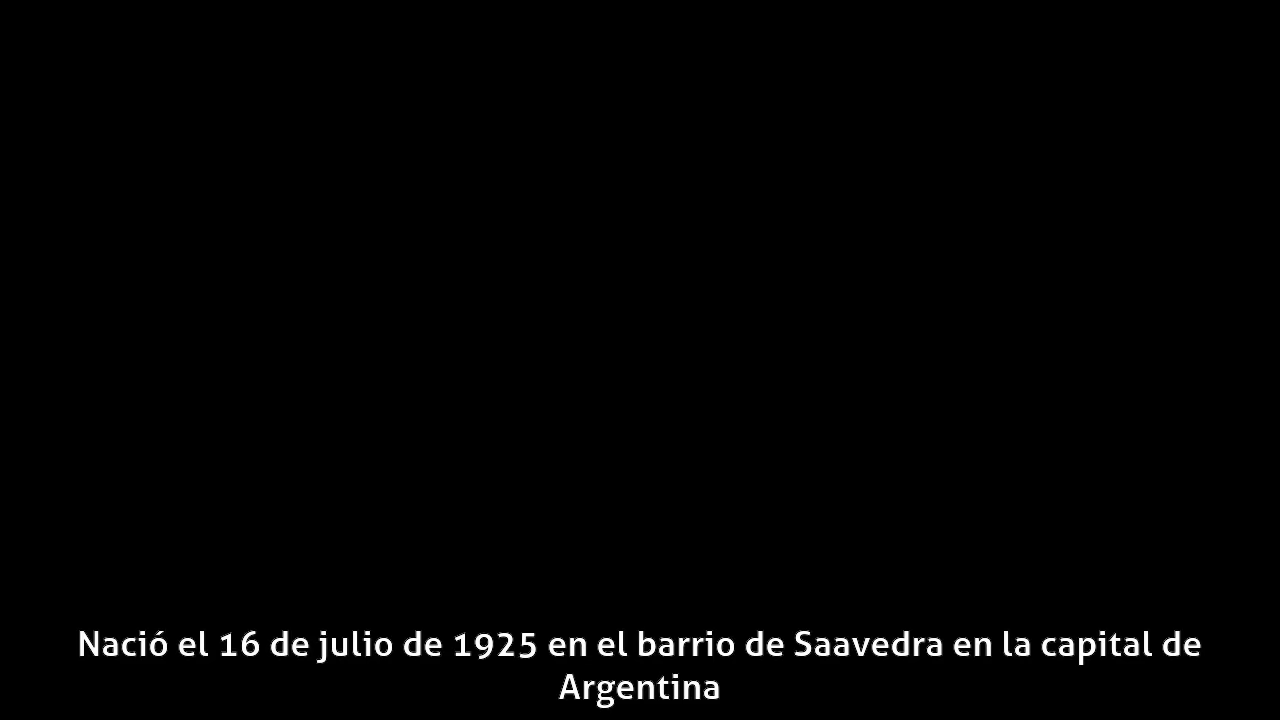 Nació el 16 de julio de 1925 en el barrio de Saavedra en la capital de
Argentina